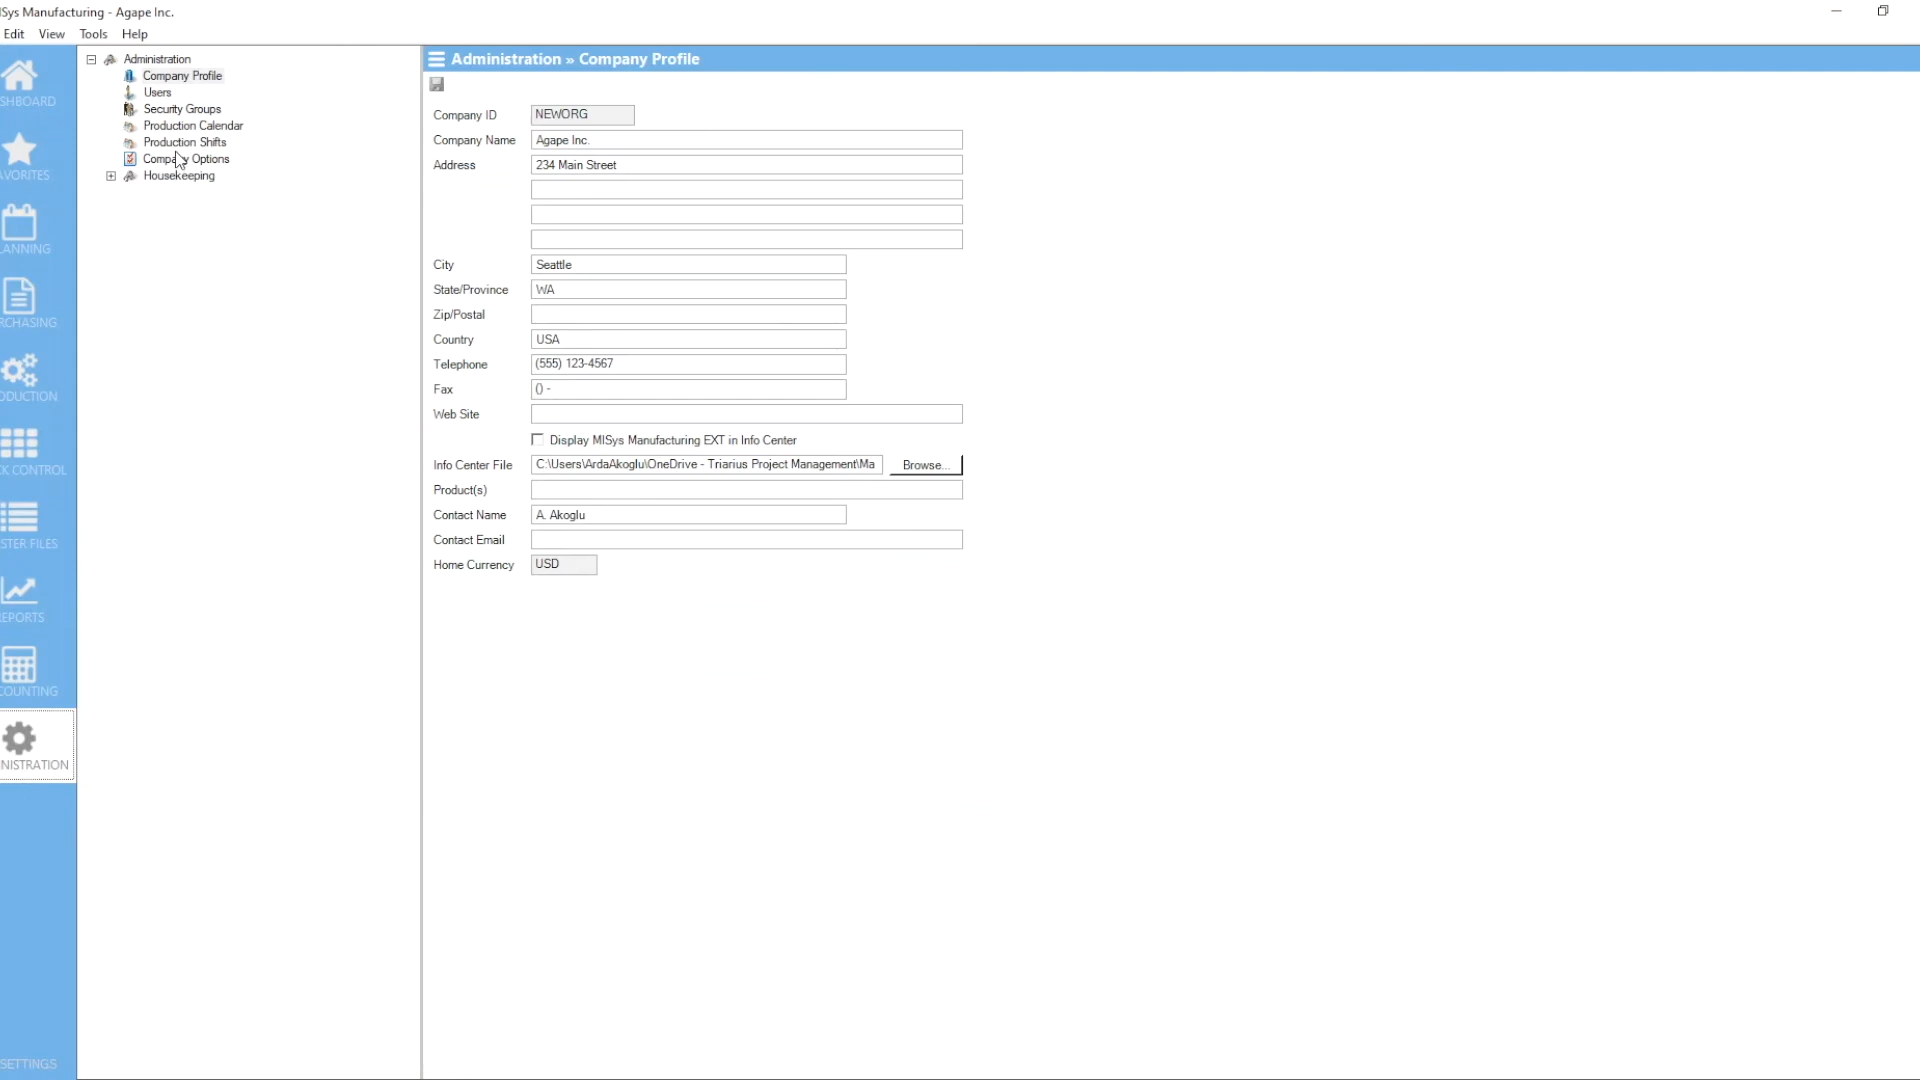 ISys Manufacturing - Agape Inc.
Edit View Tools Help
SHBOARD
AVORITES
LANNING
RCHASING
ODUCTION
CK CONTROL
STER FILES
EPORTS
COUNTING
NISTRATION
SETTINGS
Administration
Company Profile
Users
Security Groups
Production Calendar
Production Shifts
Company Options
Housekeeping
Administration » Company Profile
Company ID NEWORG
Company Name Agape Inc.
Address 234 Main Street
City Seattle
State/Province WA
Zip/Postal
Country USA
Telephone (555) 123-4567
Fax () -
Web Site
Display MISys Manufacturing EXT in Info Center
Info Center File C:\Users\ArdaAkoglu\OneDrive - Triarius Project Management\Ma Browse...
Product(s)
Contact Name A. Akoglu
Contact Email
Home Currency USD